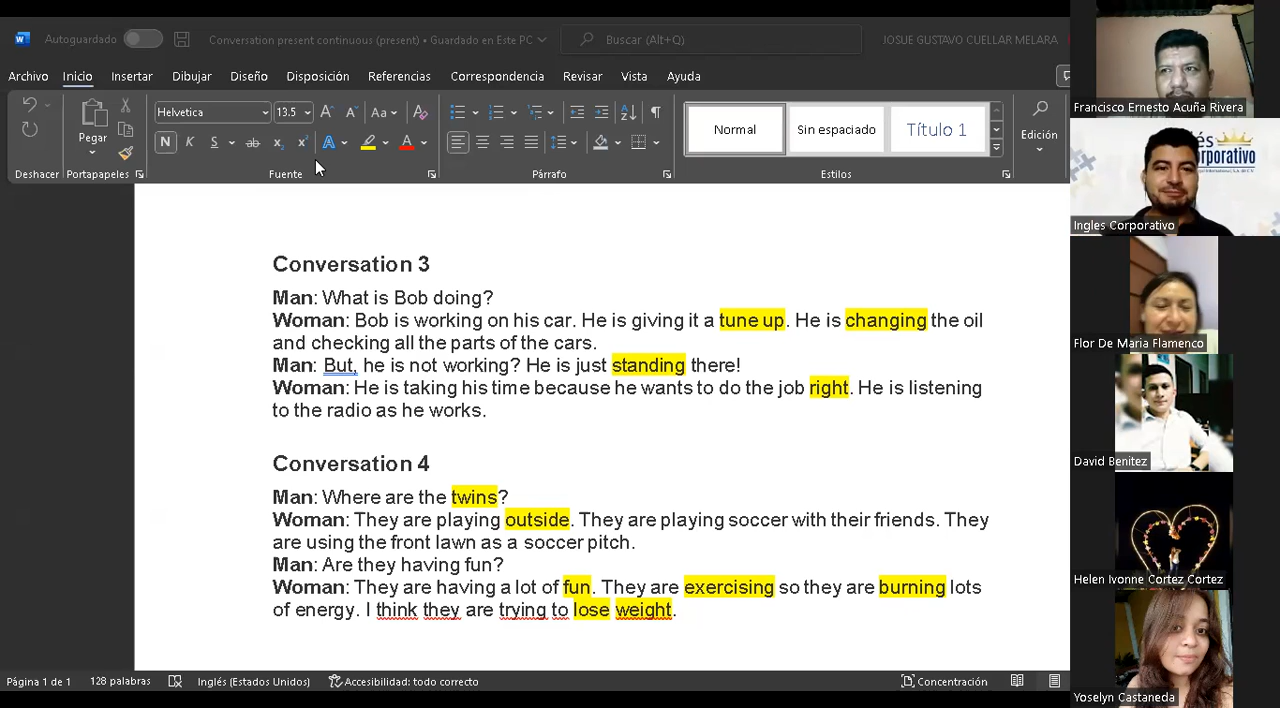 Autoguardado
Conversation present continuous (present) • Guardado en Este PC
Buscar (Alt+Q)
JOSUE GUSTAVO CUELLAR MELARA
Archivo Inicio Insertar Dibujar Diseño Disposición Referencias Correspondencia Revisar Vista Ayuda
Helvetica 13.5
Pegar
Normal
Sin espaciado
Título 1
Edición
Deshacer Portapapeles Fuente Párrafo Estilos
Conversation 3
Man: What is Bob doing?
Woman: Bob is working on his car. He is giving it a tune up. He is changing the oil
and checking all the parts of the cars.
Man: But, he is not working? He is just standing there!
Woman: He is taking his time because he wants to do the job right. He is listening
to the radio as he works.
Conversation 4
Man: Where are the twins?
Woman: They are playing outside. They are playing soccer with their friends. They
are using the front lawn as a soccer pitch.
Man: Are they having fun?
Woman: They are having a lot of fun. They are exercising so they are burning lots
of energy. I think they are trying to lose weight.
Página 1 de 1 128 palabras Inglés (Estados Unidos) Accesibilidad: todo correcto Concentración
Francisco Ernesto Acuña Rivera
Ingles Corporativo
Flor De Maria Flamenco
David Benitez
Helen Ivonne Cortez Cortez
Yoselyn Castaneda